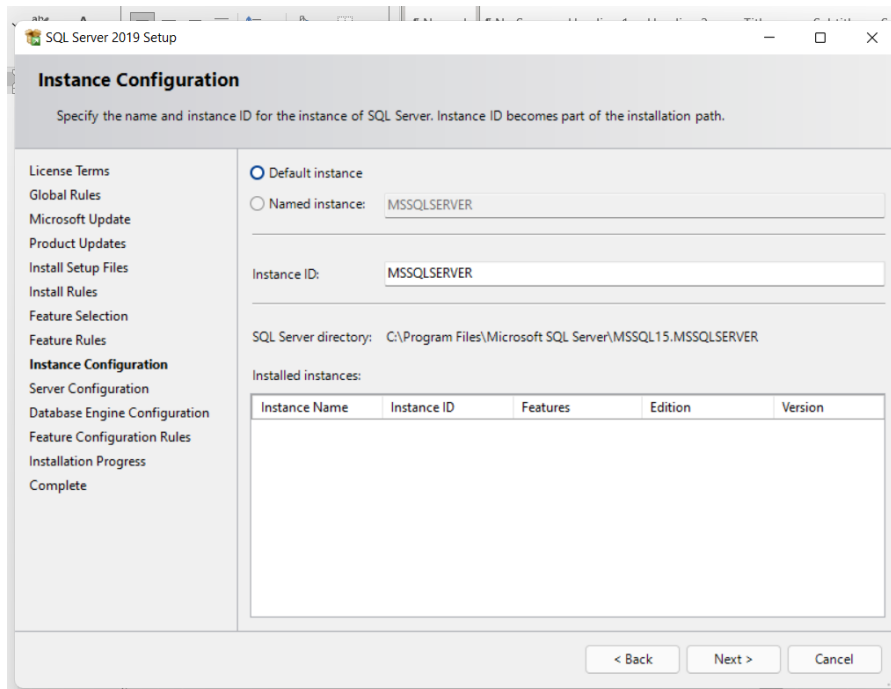 SQL Server 2019 Setup
Instance Configuration
Specify the name and instance ID for the instance of SQL Server. Instance ID becomes part of the installation path.
License Terms
Global Rules
Microsoft Update
Product Updates
Install Setup Files
Install Rules
Feature Selection
Feature Rules
Instance Configuration
Server Configuration
Database Engine Configuration
Feature Configuration Rules
Installation Progress
Complete
Default instance
Named instance: MSSQLSERVER
Instance ID: MSSQLSERVER
SQL Server directory: C:\Program Files\Microsoft SQL Server\MSSQL15.MSSQLSERVER
Installed instances:
Instance Name Instance ID Features Edition Version
< Back Next > Cancel